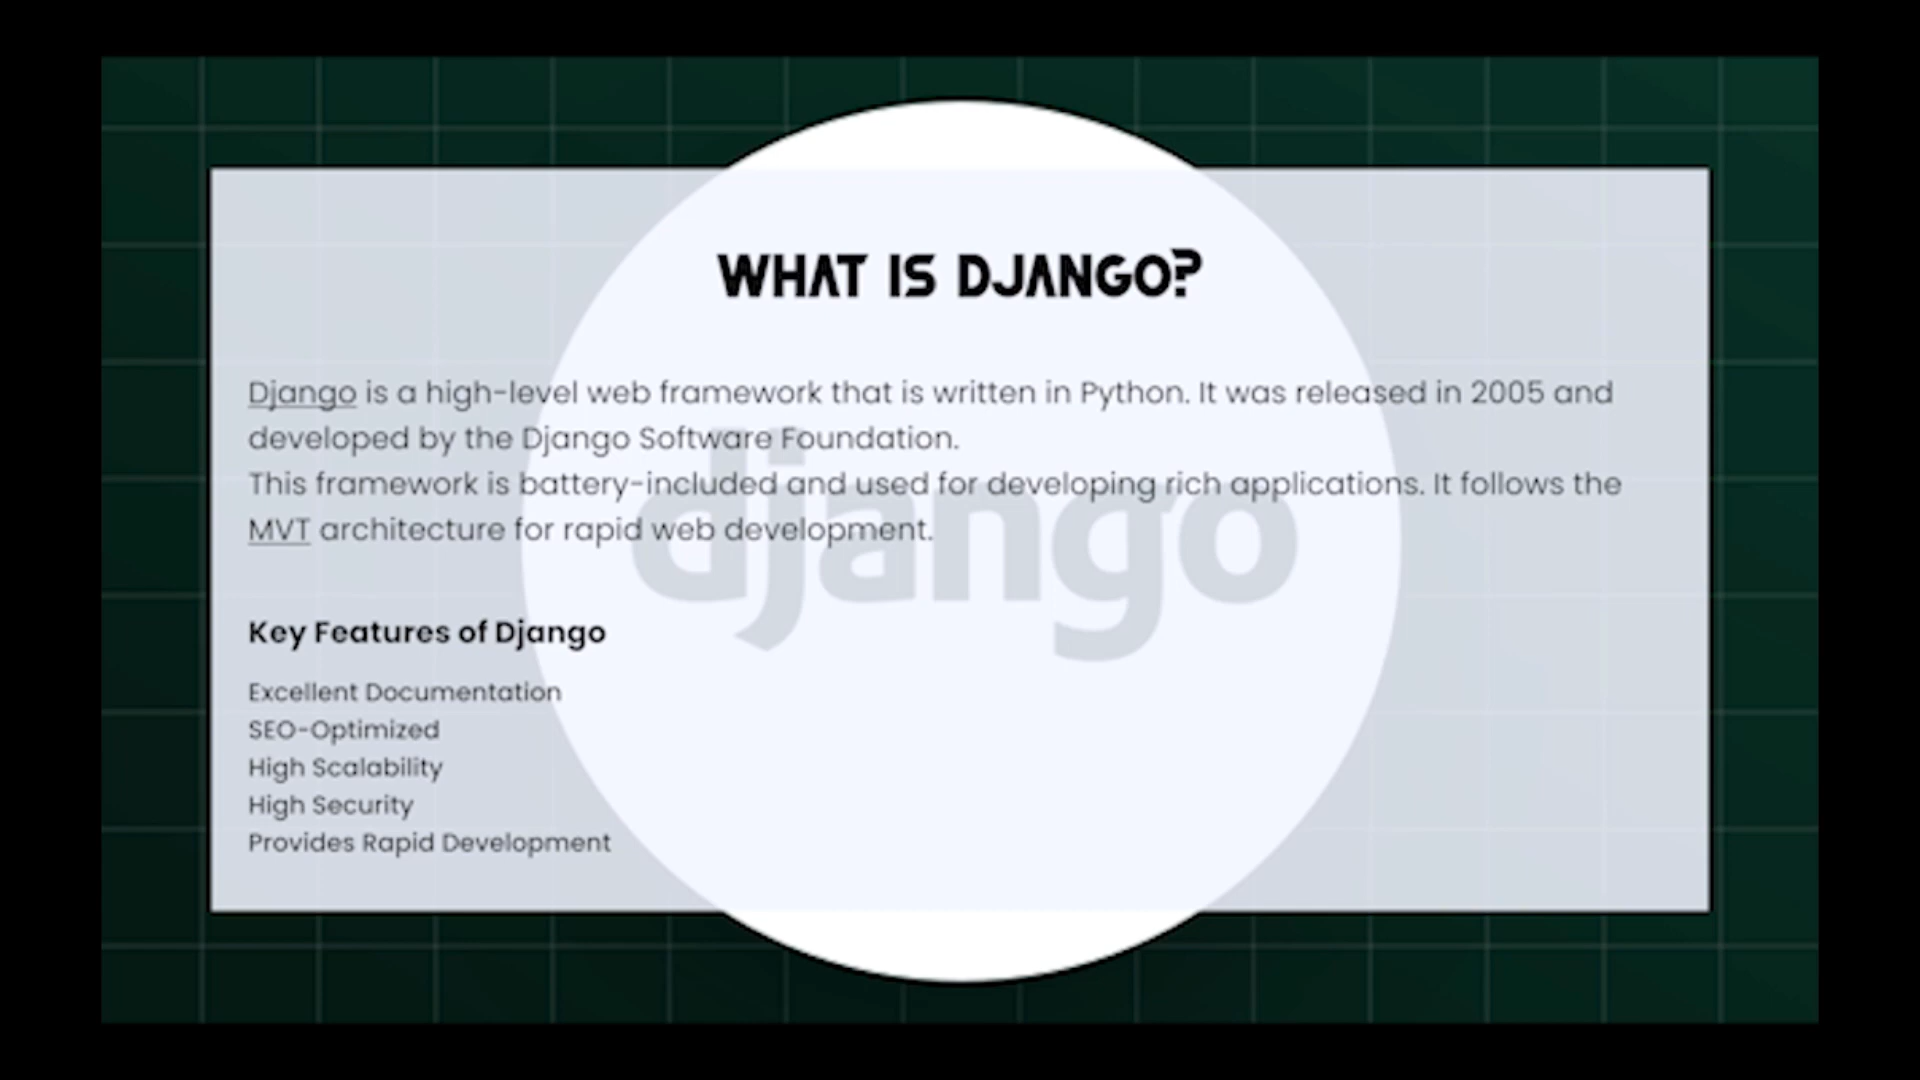 WHAT IS DJANGO?
Django is a high-level web framework that is written in Python. It was released in 2005 and
developed by the Django Software Foundation.
This framework is battery-included and used for developing rich applications. It follows the
MVT architecture for rapid web development.
django
Key Features of Django
Excellent Documentation
SEO-Optimized
High Scalability
High Security
Provides Rapid Development